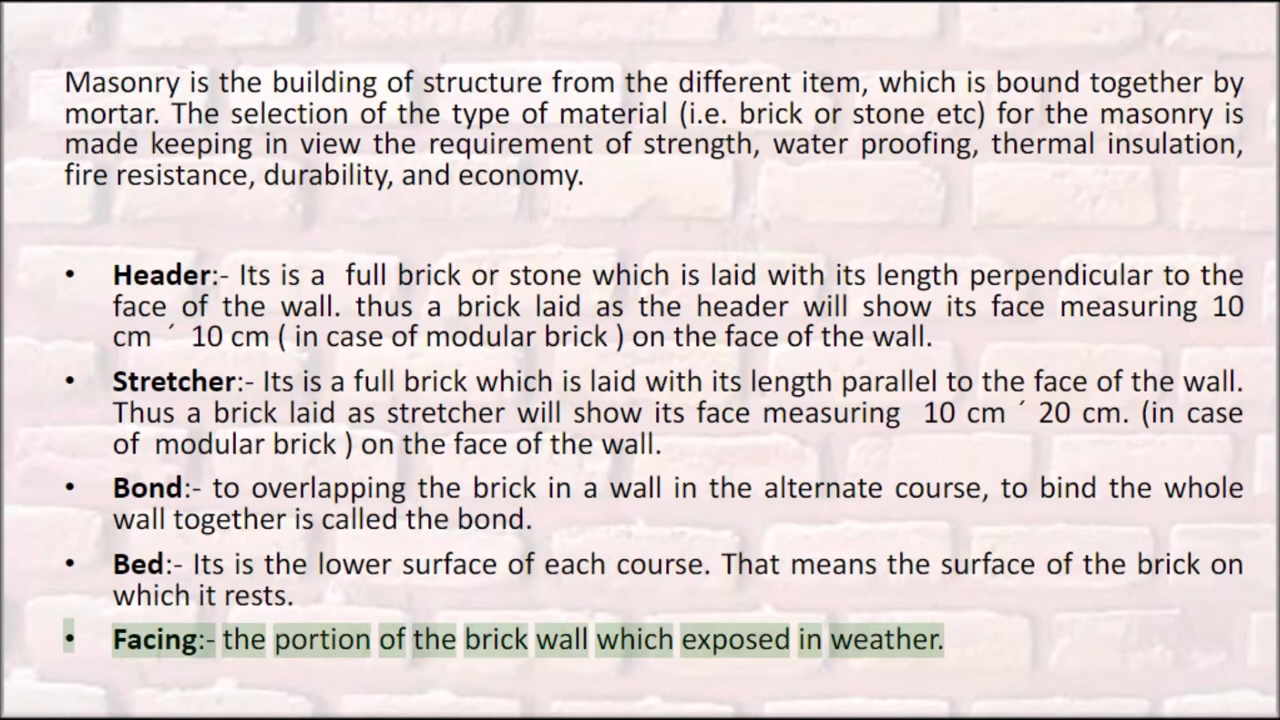 Masonry is the building of structure from the different item, which is bound together by
mortar. The selection of the type of material (i.e. brick or stone etc) for the masonry is
made keeping in view the requirement of strength, water proofing, thermal insulation,
fire resistance, durability, and economy.
• Header:- Its is a full brick or stone which is laid with its length perpendicular to the
face of the wall. thus a brick laid as the header will show its face measuring 10
cm ´ 10 cm ( in case of modular brick ) on the face of the wall.
• Stretcher:- Its is a full brick which is laid with its length parallel to the face of the wall.
Thus a brick laid as stretcher will show its face measuring 10 cm ´ 20 cm. (in case
of modular brick ) on the face of the wall.
• Bond:- to overlapping the brick in a wall in the alternate course, to bind the whole
wall together is called the bond.
• Bed:- Its is the lower surface of each course. That means the surface of the brick on
which it rests.
• Facing:- the portion of the brick wall which exposed in weather.